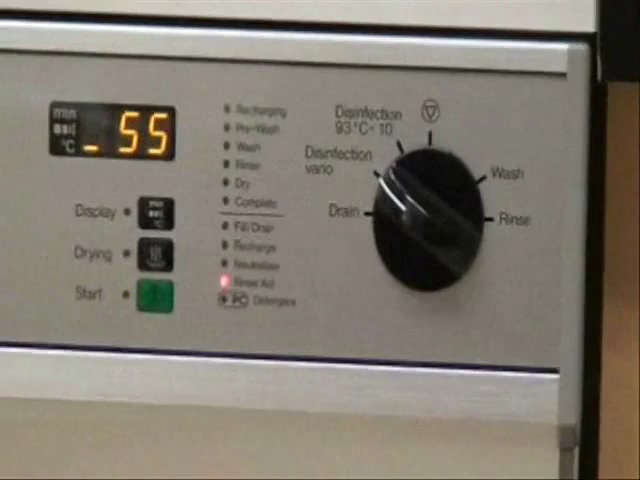 min
°C
_ 55
Display
min
°C
Drying
Start
Recharging
Pre-Wash
Wash
Rinse
Dry
Complete
Fill/Drain
Recharge
Neutraliser
Rinse Aid
PC Detergent
Disinfection
93°C-10
Disinfection
vario
Drain
Wash
Rinse